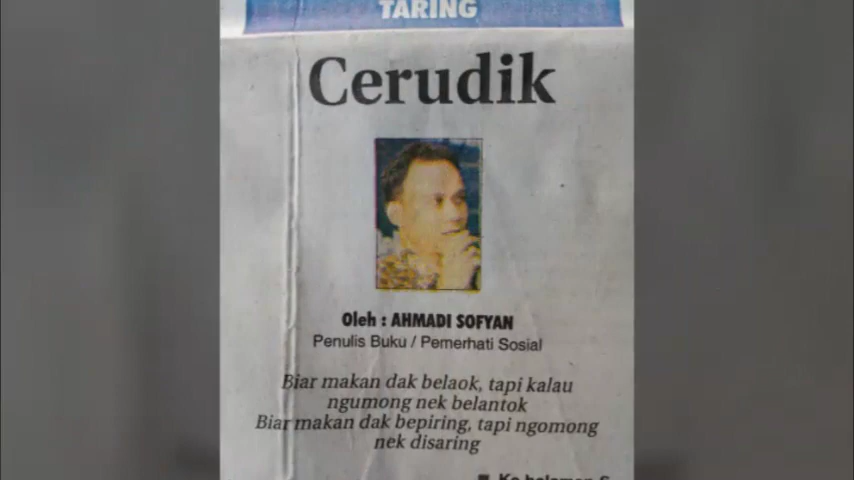 TARING
Cerudik
Oleh : AHMADI SOFYAN
Penulis Buku / Pemerhati Sosial
Biar makan dak belaok, tapi kalau
ngumong nek belantok
Biar makan dak bepiring, tapi ngomong
nek disaring